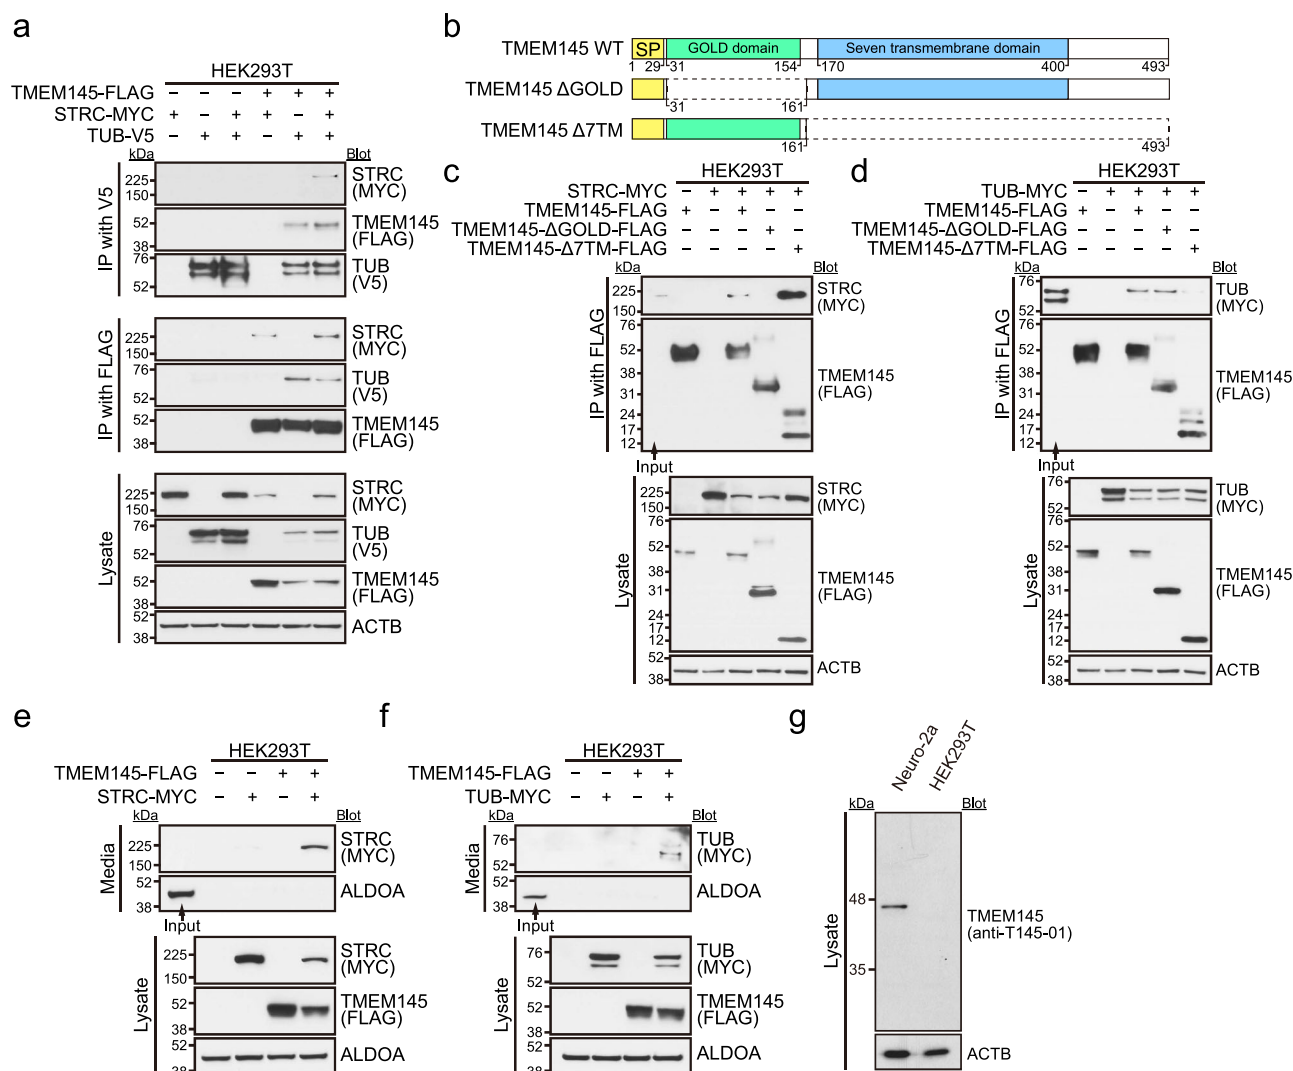 a
HEK293T
TMEM145-FLAG – – – + + +
STRC-MYC + – + + – +
TUB-V5 – + + – + +
kDa Blot
IP with V5
225
150
STRC
(MYC)
52
38
TMEM145
(FLAG)
76
52
TUB
(V5)
IP with FLAG
225
150
STRC
(MYC)
76
52
TUB
(V5)
52
38
TMEM145
(FLAG)
Lysate
225
150
STRC
(MYC)
76
52
TUB
(V5)
52
38
TMEM145
(FLAG)
52
38
ACTB
b
TMEM145 WT SP GOLD domain Seven transmembrane domain
1 29 31 154 170 400 493
TMEM145 ΔGOLD
31 161
TMEM145 Δ7TM
161 493
c
HEK293T
STRC-MYC – + + + +
TMEM145-FLAG + – + – –
TMEM145-ΔGOLD-FLAG – – – + –
TMEM145-Δ7TM-FLAG – – – – +
kDa Blot
IP with FLAG
225
150
STRC
(MYC)
76
52
38
31
24
17
12
TMEM145
(FLAG)
Input
Lysate
225
150
STRC
(MYC)
76
52
38
31
24
17
12
TMEM145
(FLAG)
52
38
ACTB
d
HEK293T
TUB-MYC – + + + +
TMEM145-FLAG + – + – –
TMEM145-ΔGOLD-FLAG – – – + –
TMEM145-Δ7TM-FLAG – – – – +
kDa Blot
IP with FLAG
76
52
TUB
(MYC)
76
52
38
31
24
17
12
TMEM145
(FLAG)
Input
Lysate
76
52
TUB
(MYC)
76
52
38
31
24
17
12
TMEM145
(FLAG)
52
38
ACTB
e
HEK293T
TMEM145-FLAG – – + +
STRC-MYC – + – +
kDa Blot
Media
225
150
STRC
(MYC)
52
38
ALDOA
Input
Lysate
225
150
STRC
(MYC)
52
38
TMEM145
(FLAG)
52
38
ALDOA
f
HEK293T
TMEM145-FLAG – – + +
TUB-MYC – + – +
kDa Blot
Media
76
52
TUB
(MYC)
52
38
ALDOA
Input
Lysate
76
52
TUB
(MYC)
52
38
TMEM145
(FLAG)
52
38
ALDOA
g
Neuro-2a
HEK293T
kDa Blot
Lysate
48
35
TMEM145
(anti-T145-01)
ACTB